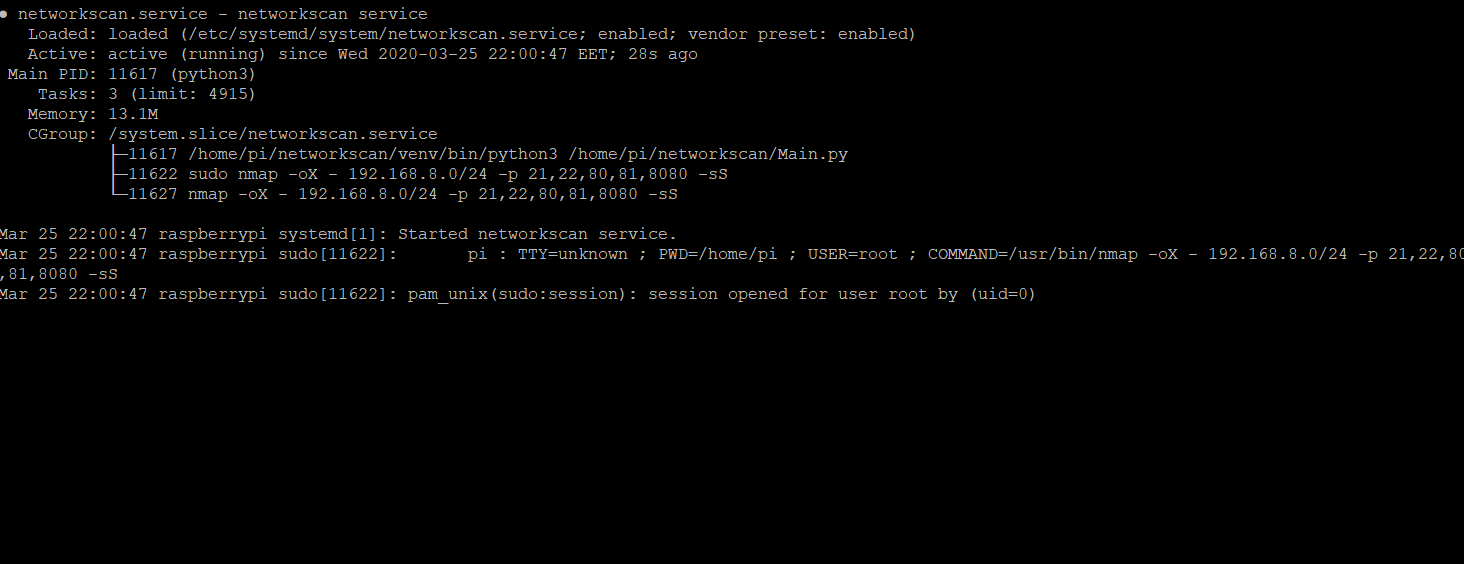 ● networkscan.service - networkscan service
   Loaded: loaded (/etc/systemd/system/networkscan.service; enabled; vendor preset: enabled)
   Active: active (running) since Wed 2020-03-25 22:00:47 EET; 28s ago
 Main PID: 11617 (python3)
    Tasks: 3 (limit: 4915)
   Memory: 13.1M
   CGroup: /system.slice/networkscan.service
           ├─11617 /home/pi/networkscan/venv/bin/python3 /home/pi/networkscan/Main.py
           ├─11622 sudo nmap -oX - 192.168.8.0/24 -p 21,22,80,81,8080 -sS
           └─11627 nmap -oX - 192.168.8.0/24 -p 21,22,80,81,8080 -sS

Mar 25 22:00:47 raspberrypi systemd[1]: Started networkscan service.
Mar 25 22:00:47 raspberrypi sudo[11622]:       pi : TTY=unknown ; PWD=/home/pi ; USER=root ; COMMAND=/usr/bin/nmap -oX - 192.168.8.0/24 -p 21,22,80
,81,8080 -sS
Mar 25 22:00:47 raspberrypi sudo[11622]: pam_unix(sudo:session): session opened for user root by (uid=0)